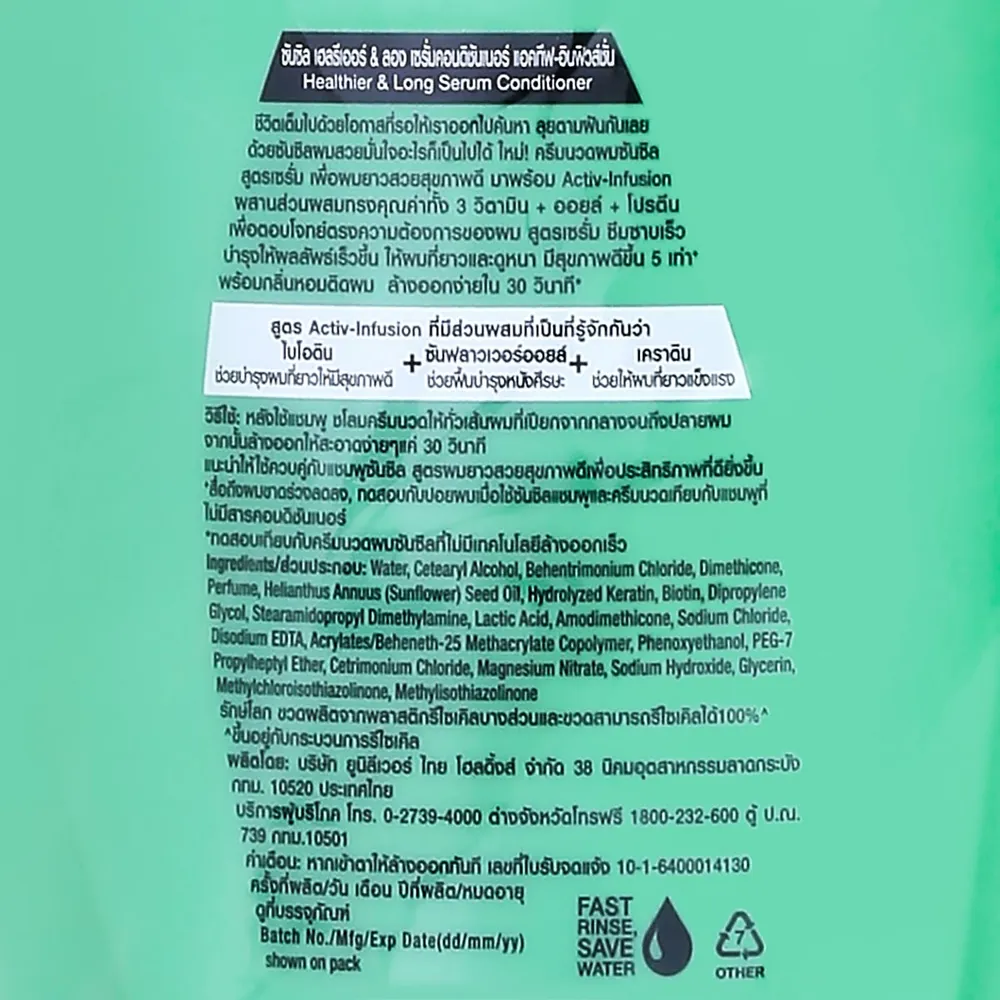 ซันซิล เฮลธีเออร์ & ลอง เซรั่มคอนดิชันเนอร์ แอคทีฟ-อินฟิวส์ชั่น
Healthier & Long Serum Conditioner
ชีวิตเต็มไปด้วยโอกาสที่รอให้เราออกไปค้นหา ลุยตามฝันกันเลย
ด้วยซันซิลผมสวยมั่นใจอะไรก็เป็นไปได้ ใหม่! ครีมนวดผมซันซิล
สูตรเซรั่ม เพื่อผมยาวสวยสุขภาพดี มาพร้อม Activ-Infusion
ผสานส่วนผสมทรงคุณค่าทั้ง 3 วิตามิน + ออยล์ + โปรตีน
เพื่อตอบโจทย์ตรงความต้องการของผม สูตรเซรั่ม ซึมซาบเร็ว
บำรุงให้ผลลัพธ์เร็วขึ้น ให้ผมที่ยาวและดูหนา มีสุขภาพดีขึ้น 5 เท่า*
พร้อมกลิ่นหอมติดผม ล้างออกง่ายใน 30 วินาที*
สูตร Activ-Infusion ที่มีส่วนผสมที่เป็นที่รู้จักกันว่า
ไบโอติน + ซันฟลาวเวอร์ออยล์ + เคราติน
ช่วยบำรุงผมที่ยาวให้มีสุขภาพดี ช่วยฟื้นบำรุงหนังศีรษะ ช่วยให้ผมที่ยาวแข็งแรง
วิธีใช้: หลังใช้แชมพู ชโลมครีมนวดให้ทั่วเส้นผมที่เปียกจากกลางจนถึงปลายผม
จากนั้นล้างออกให้สะอาดง่ายๆแค่ 30 วินาที
แนะนำให้ใช้ควบคู่กับแชมพูซันซิล สูตรผมยาวสวยสุขภาพดีเพื่อประสิทธิภาพที่ดียิ่งขึ้น
*สื่อถึงผมขาดร่วงลดลง, ทดสอบกับปอยผมเมื่อใช้ซันซิลแชมพูและครีมนวดเทียบกับแชมพูที่
ไม่มีสารคอนดิชันเนอร์
*ทดสอบเทียบกับครีมนวดผมซันซิลที่ไม่มีเทคโนโลยีล้างออกเร็ว
Ingredients/ส่วนประกอบ: Water, Cetearyl Alcohol, Behentrimonium Chloride, Dimethicone,
Perfume, Helianthus Annuus (Sunflower) Seed Oil, Hydrolyzed Keratin, Biotin, Dipropylene
Glycol, Stearamidopropyl Dimethylamine, Lactic Acid, Amodimethicone, Sodium Chloride,
Disodium EDTA, Acrylates/Beheneth-25 Methacrylate Copolymer, Phenoxyethanol, PEG-7
Propylheptyl Ether, Cetrimonium Chloride, Magnesium Nitrate, Sodium Hydroxide, Glycerin,
Methylchloroisothiazolinone, Methylisothiazolinone
รักษ์โลก ขวดผลิตจากพลาสติกรีไซเคิลบางส่วนและขวดสามารถรีไซเคิลได้100%^
^ขึ้นอยู่กับกระบวนการรีไซเคิล
ผลิตโดย: บริษัท ยูนิลีเวอร์ ไทย โฮลดิ้งส์ จำกัด 38 นิคมอุตสาหกรรมลาดกระบัง
กทม. 10520 ประเทศไทย
บริการผู้บริโภค โทร. 0-2739-4000 ต่างจังหวัดโทรฟรี 1800-232-600 ตู้ ป.ณ.
739 กทม.10501
คำเตือน: หากเข้าตาให้ล้างออกทันที เลขที่ใบรับจดแจ้ง 10-1-6400014130
ครั้งที่ผลิต/วัน เดือน ปีที่ผลิต/หมดอายุ
ดูที่บรรจุภัณฑ์
Batch No./Mfg/Exp Date(dd/mm/yy)
shown on pack
FAST
RINSE,
SAVE
WATER
7
OTHER